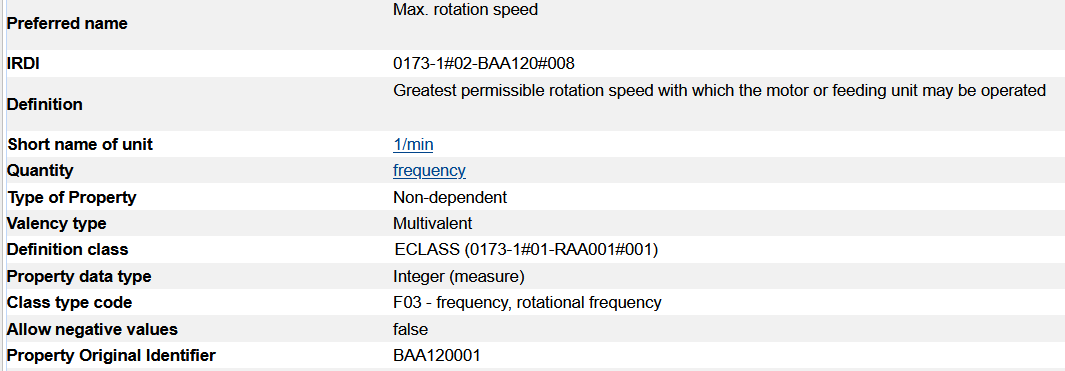 Preferred name Max. rotation speed
IRDI 0173-1#02-BAA120#008
Definition Greatest permissible rotation speed with which the motor or feeding unit may be operated
Short name of unit 1/min
Quantity frequency
Type of Property Non-dependent
Valency type Multivalent
Definition class ECLASS (0173-1#01-RAA001#001)
Property data type Integer (measure)
Class type code F03 - frequency, rotational frequency
Allow negative values false
Property Original Identifier BAA120001